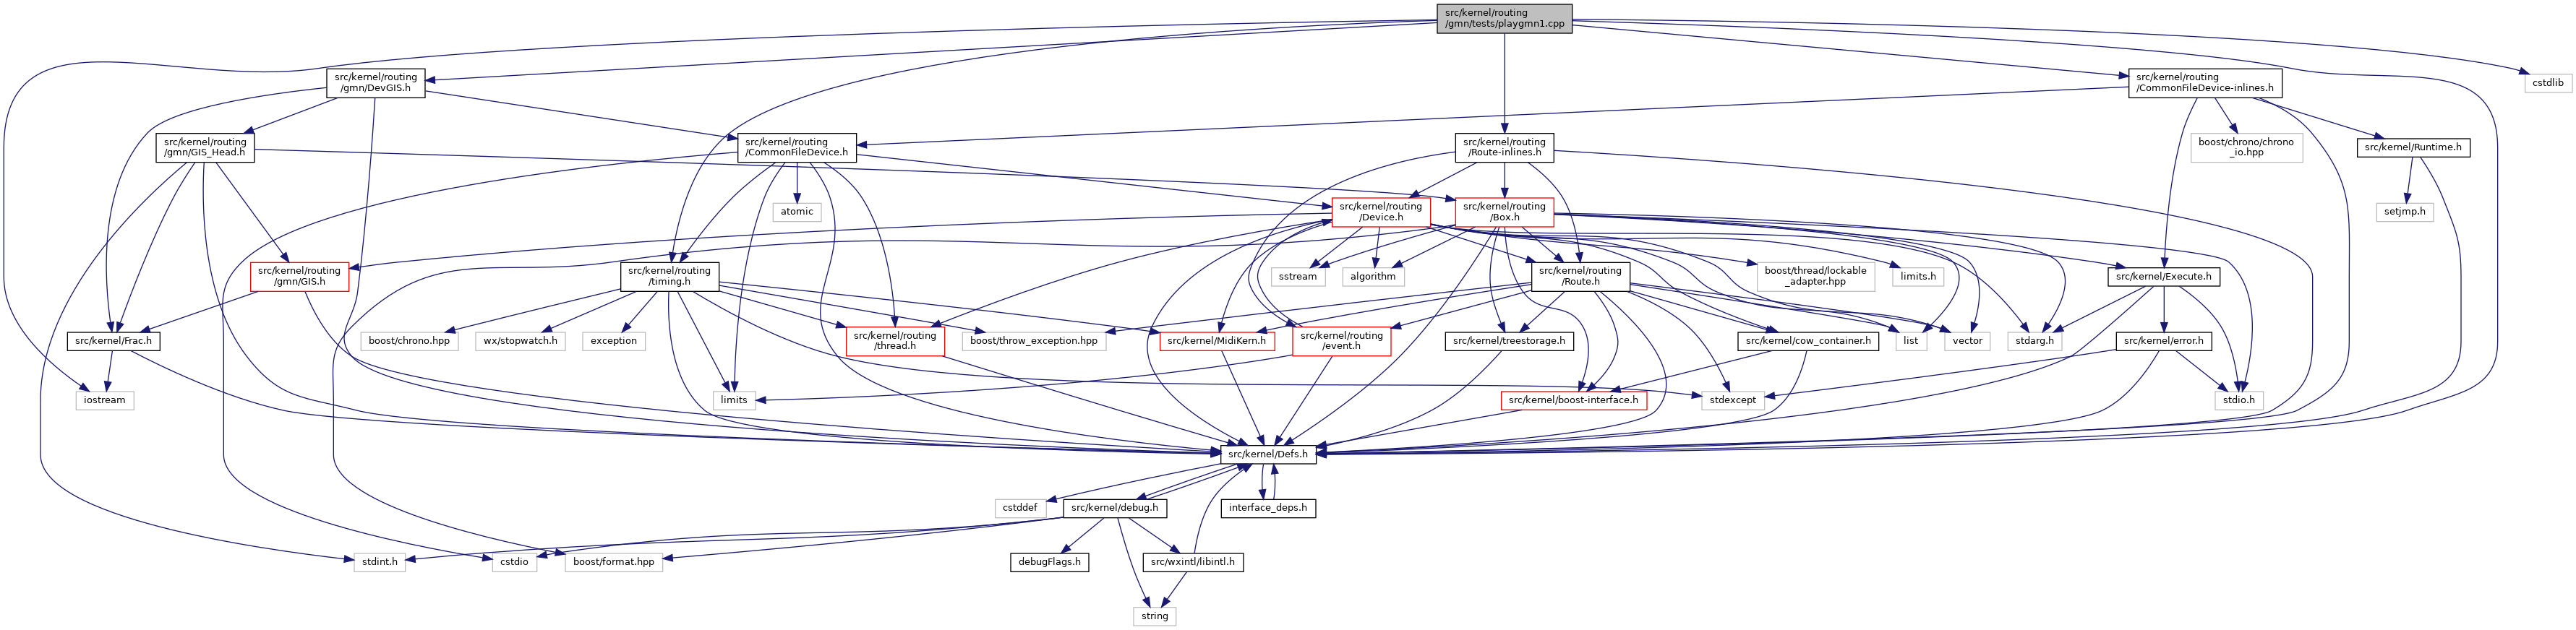 src/kernel/routing
/gmn/tests/playgmn1.cpp
src/kernel/routing
/gmn/DevGIS.h
src/kernel/routing
/CommonFileDevice-inlines.h
cstdlib
src/kernel/routing
/gmn/GIS_Head.h
src/kernel/routing
/CommonFileDevice.h
src/kernel/routing
/Route-inlines.h
boost/chrono/chrono
_io.hpp
src/kernel/Runtime.h
atomic
src/kernel/routing
/Device.h
src/kernel/routing
/Box.h
setjmp.h
src/kernel/routing
/gmn/GIS.h
src/kernel/routing
/timing.h
sstream
algorithm
src/kernel/routing
/Route.h
boost/thread/lockable
_adapter.hpp
limits.h
src/kernel/Execute.h
src/kernel/Frac.h
boost/chrono.hpp
wx/stopwatch.h
exception
src/kernel/routing
/thread.h
boost/throw_exception.hpp
src/kernel/MidiKern.h
src/kernel/routing
/event.h
src/kernel/treestorage.h
src/kernel/cow_container.h
list
vector
stdarg.h
src/kernel/error.h
iostream
limits
src/kernel/boost-interface.h
stdexcept
stdio.h
src/kernel/Defs.h
cstddef
src/kernel/debug.h
interface_deps.h
stdint.h
cstdio
boost/format.hpp
debugFlags.h
src/wxintl/libintl.h
string